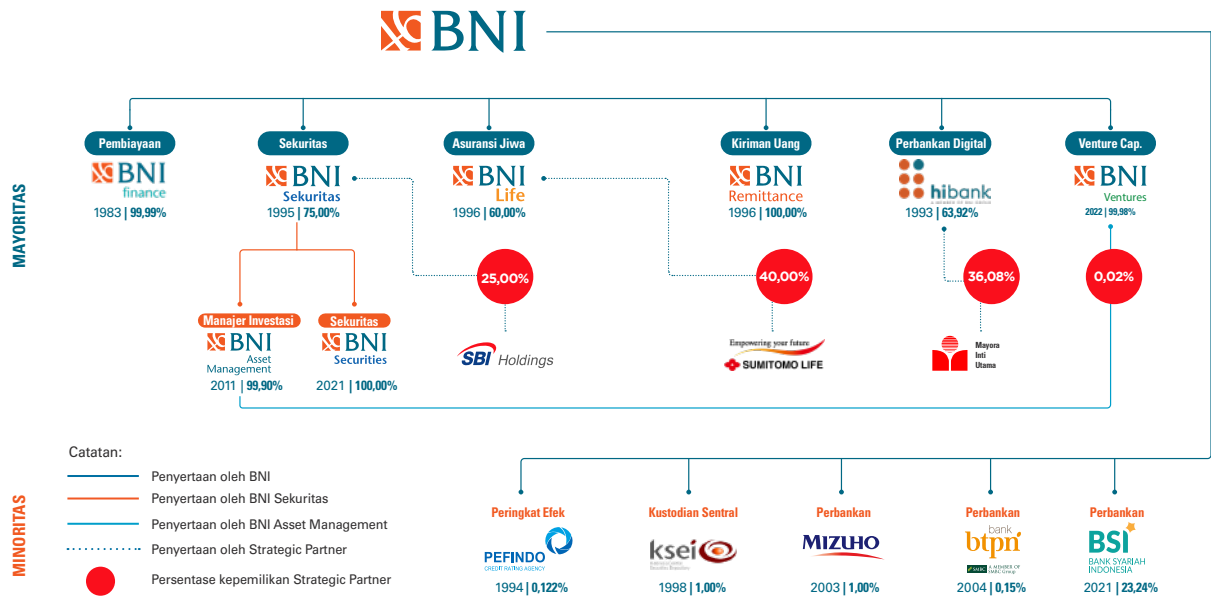 BNI
MAYORITAS
Pembiayaan
BNI
finance
1983 | 99,99%
Sekuritas
BNI
Sekuritas
1995 | 75,00%
Asuransi Jiwa
BNI
Life
1996 | 60,00%
Kiriman Uang
BNI
Remittance
1996 | 100,00%
Perbankan Digital
hibank
1993 | 63,92%
Venture Cap.
BNI
Ventures
2022 | 99,98%
25,00%
40,00%
36,08%
0,02%
Manajer Investasi
BNI
Asset
Management
2011 | 99,90%
Sekuritas
BNI
Securities
2021 | 100,00%
SBI Holdings
Empowering your future
SUMITOMO LIFE
Mayora
Inti
Utama
Catatan:
Penyertaan oleh BNI
Penyertaan oleh BNI Sekuritas
Penyertaan oleh BNI Asset Management
Penyertaan oleh Strategic Partner
Persentase kepemilikan Strategic Partner
MINORITAS
Peringkat Efek
PEFINDO
CREDIT RATING AGENCY
1994 | 0,122%
Kustodian Sentral
ksei
1998 | 1,00%
Perbankan
MIZUHO
2003 | 1,00%
Perbankan
bank
btpn
SMBC A MEMBER OF
SMBC Group
2004 | 0,15%
Perbankan
BSI
BANK SYARIAH
INDONESIA
2021 | 23,24%